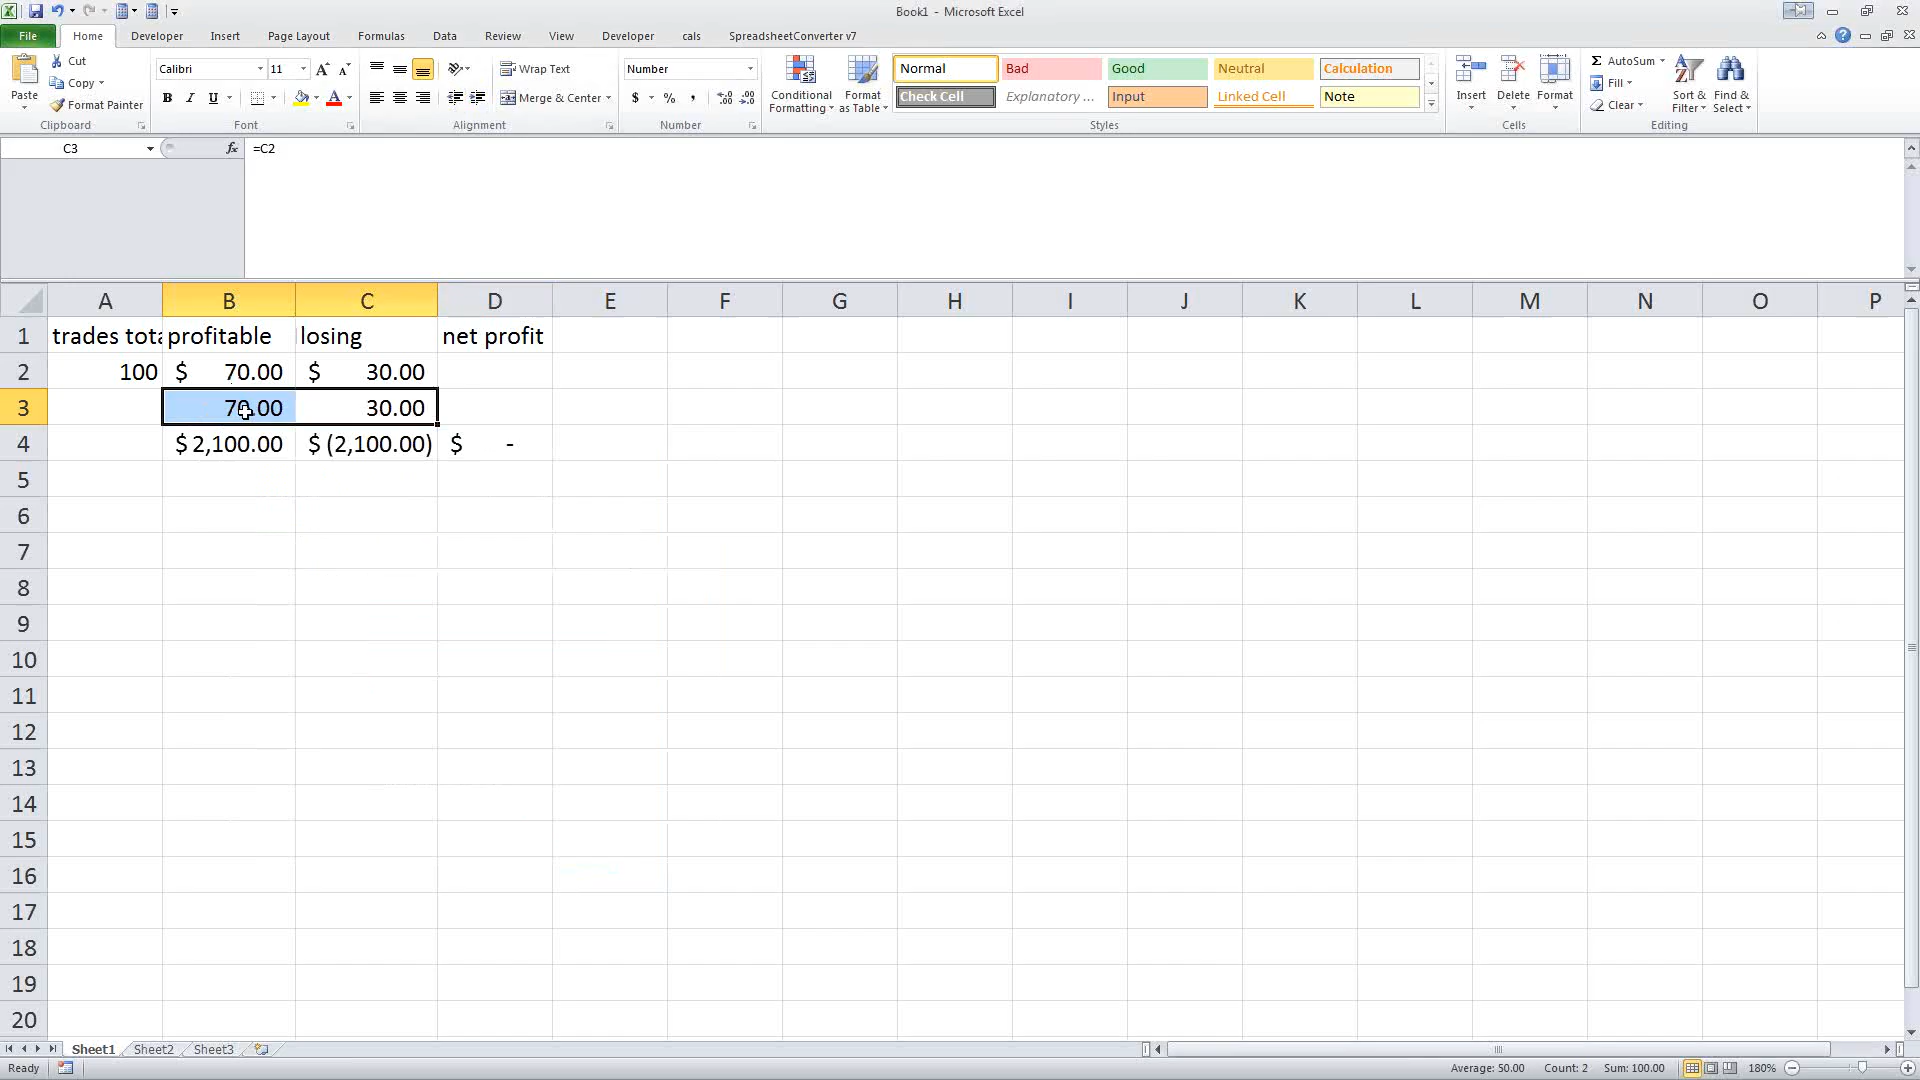 Book1 - Microsoft Excel
File Home Developer Insert Page Layout Formulas Data Review View Developer cals SpreadsheetConverter v7
Paste
Cut
Copy
Format Painter
Clipboard
Calibri 11
B I U
Font
Wrap Text
Merge & Center
Alignment
Number
$ % ,
Number
Conditional Formatting
Format as Table
Normal Bad Good Neutral Calculation
Check Cell Explanatory ... Input Linked Cell Note
Styles
Insert Delete Format
Cells
Σ AutoSum
Fill
Clear
Sort & Filter
Find & Select
Editing
C3 fx =C2
A B C D E F G H I J K L M N O P
1 trades tota profitable losing net profit
2 100 $ 70.00 $ 30.00
3 70.00 30.00
4 $ 2,100.00 $ (2,100.00) $ -
5
6
7
8
9
10
11
12
13
14
15
16
17
18
19
20
Sheet1 Sheet2 Sheet3
Ready Average: 50.00 Count: 2 Sum: 100.00 180%